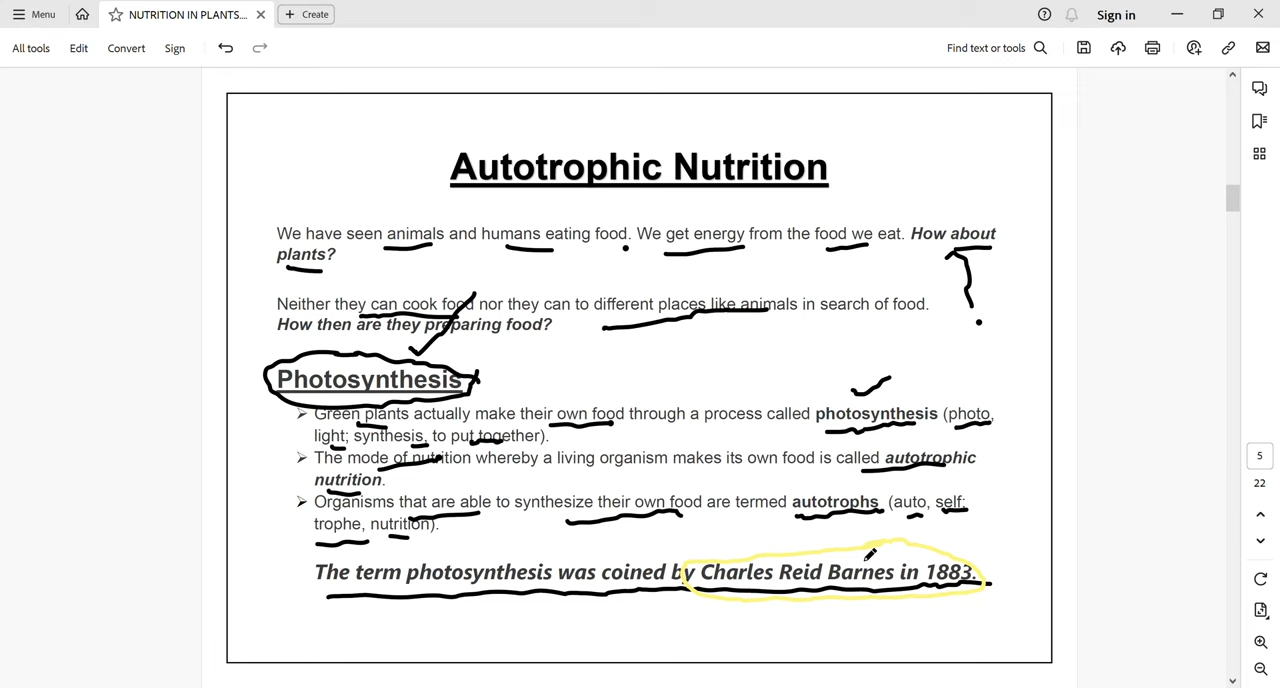 Menu NUTRITION IN PLANTS.... Create Sign in
All tools Edit Convert Sign Find text or tools
Autotrophic Nutrition
We have seen animals and humans eating food. We get energy from the food we eat. How about
plants?
?
Neither they can cook food nor they can to different places like animals in search of food.
How then are they preparing food?
Photosynthesis
Green plants actually make their own food through a process called photosynthesis (photo,
light; synthesis, to put together).
The mode of nutrition whereby a living organism makes its own food is called autotrophic
nutrition.
Organisms that are able to synthesize their own food are termed autotrophs (auto, self;
trophe, nutrition).
The term photosynthesis was coined by Charles Reid Barnes in 1883.
5
22